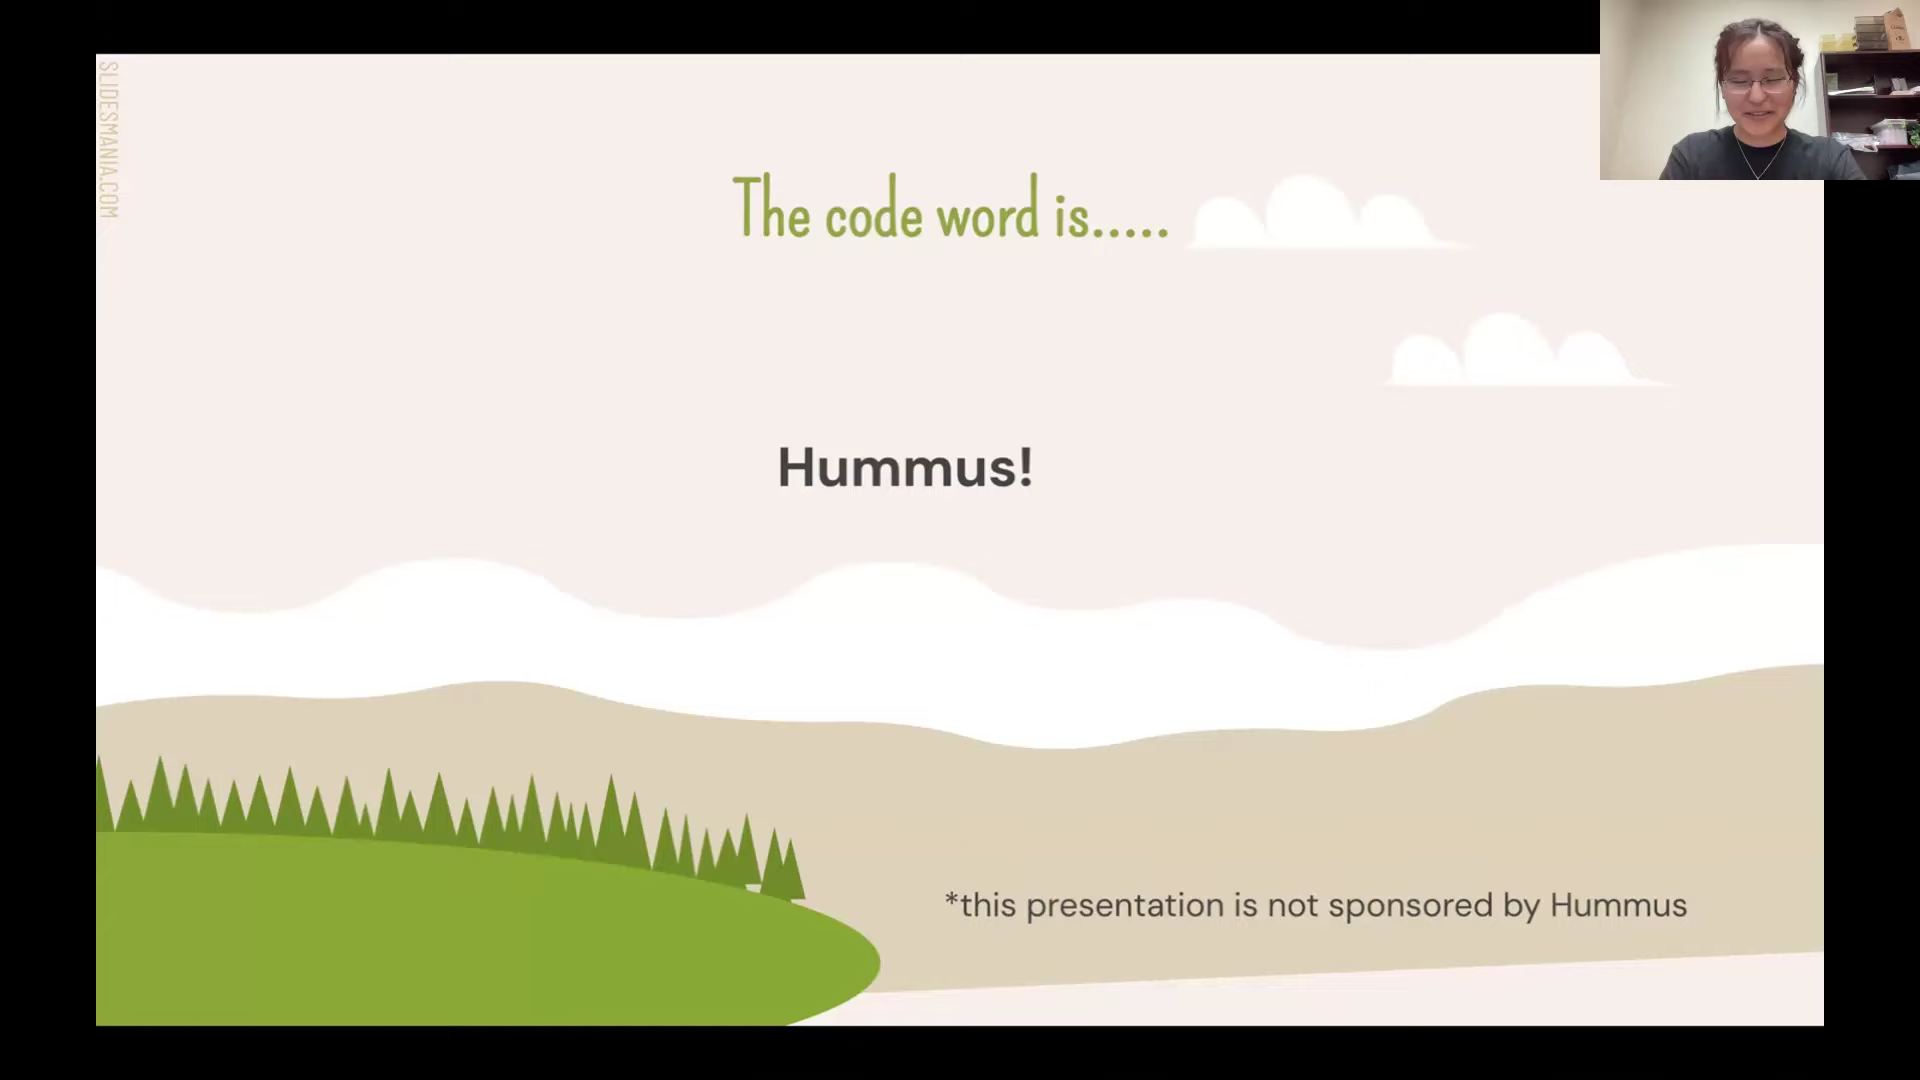 SLIDESMANIA.COM
The code word is.....
Hummus!
*this presentation is not sponsored by Hummus